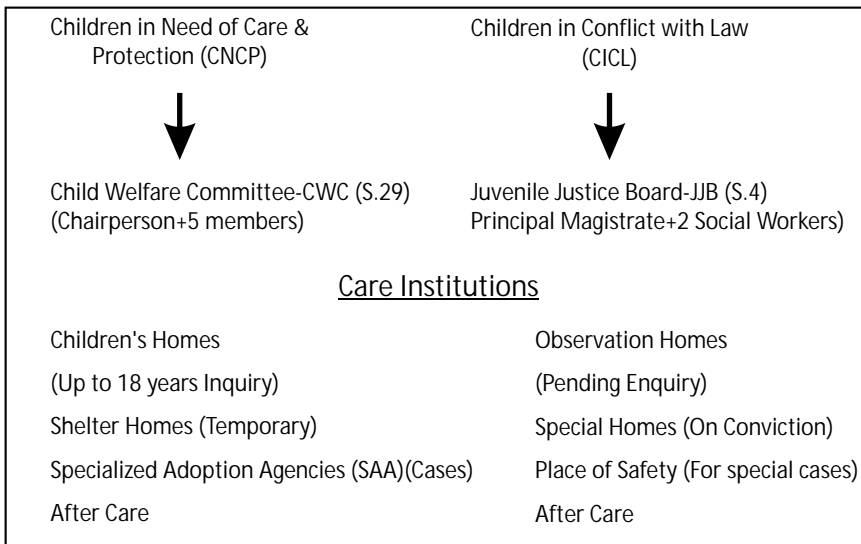 Children in Need of Care &
Protection (CNCP)
Children in Conflict with Law
(CICL)
Child Welfare Committee-CWC (S.29)
(Chairperson+5 members)
Juvenile Justice Board-JJB (S.4)
Principal Magistrate+2 Social Workers)
Care Institutions
Children's Homes
(Up to 18 years Inquiry)
Shelter Homes (Temporary)
Specialized Adoption Agencies (SAA)(Cases)
After Care
Observation Homes
(Pending Enquiry)
Special Homes (On Conviction)
Place of Safety (For special cases)
After Care